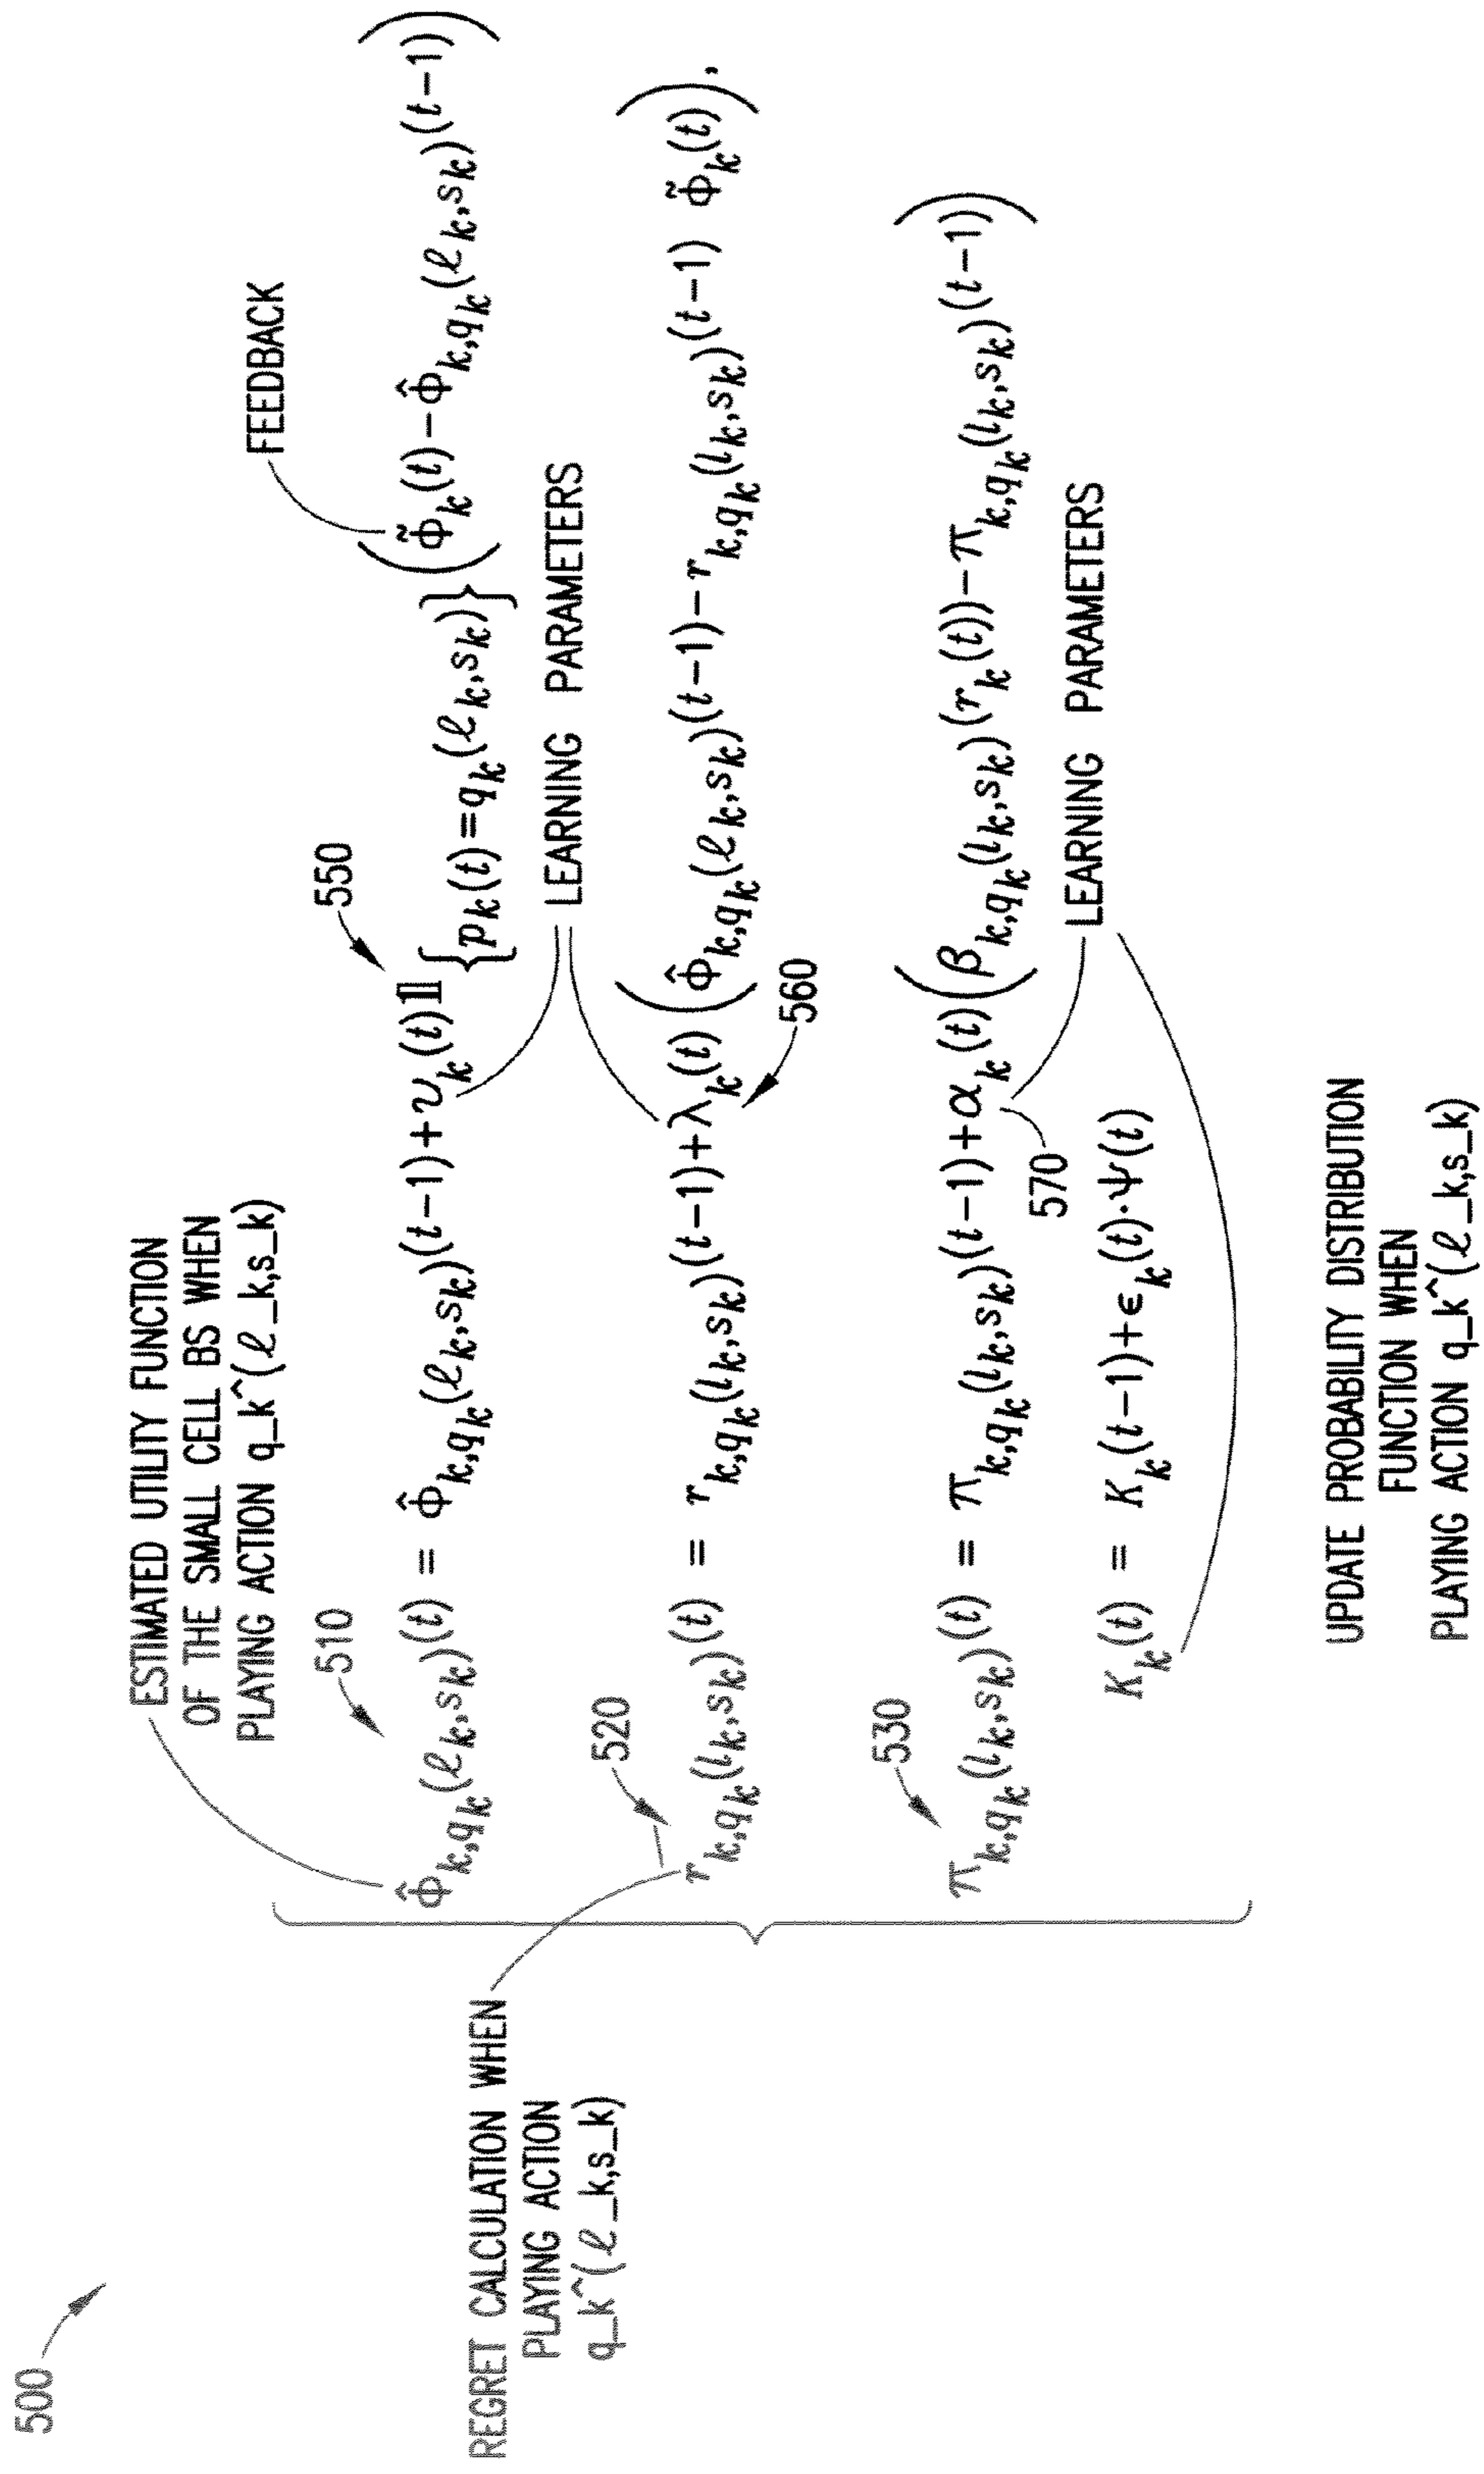 500
ESTIMATED UTILITY FUNCTION
OF THE SMALL CELL BS WHEN
PLAYING ACTION q_k^(ℓ_k,s_k)
FEEDBACK
510
550
Φ̂_{k,q_k(ℓ_k,s_k)}(t) = Φ̂_{k,q_k(ℓ_k,s_k)}(t−1)+υ_k(t)𝟙_{p_k(t)=q_k(ℓ_k,s_k)}(Φ̃_k(t)−Φ̂_{k,q_k(ℓ_k,s_k)}(t−1))
LEARNING PARAMETERS
REGRET CALCULATION WHEN
PLAYING ACTION
q_k^(ℓ_k,s_k)
520
r_{k,q_k(l_k,s_k)}(t) = r_{k,q_k(l_k,s_k)}(t−1)+λ_k(t)(Φ̂_{k,q_k(ℓ_k,s_k)}(t−1)−r_{k,q_k(l_k,s_k)}(t−1) Φ̃_k(t)),
560
530
π_{k,q_k(l_k,s_k)}(t) = π_{k,q_k(l_k,s_k)}(t−1)+α_k(t)(β_{k,q_k(l_k,s_k)}(r_k(t))−π_{k,q_k(l_k,s_k)}(t−1))
570
LEARNING PARAMETERS
K_k(t) = K_k(t−1)+ϵ_k(t)·Ψ(t)
UPDATE PROBABILITY DISTRIBUTION
FUNCTION WHEN
PLAYING ACTION q_k^(ℓ_k,s_k)